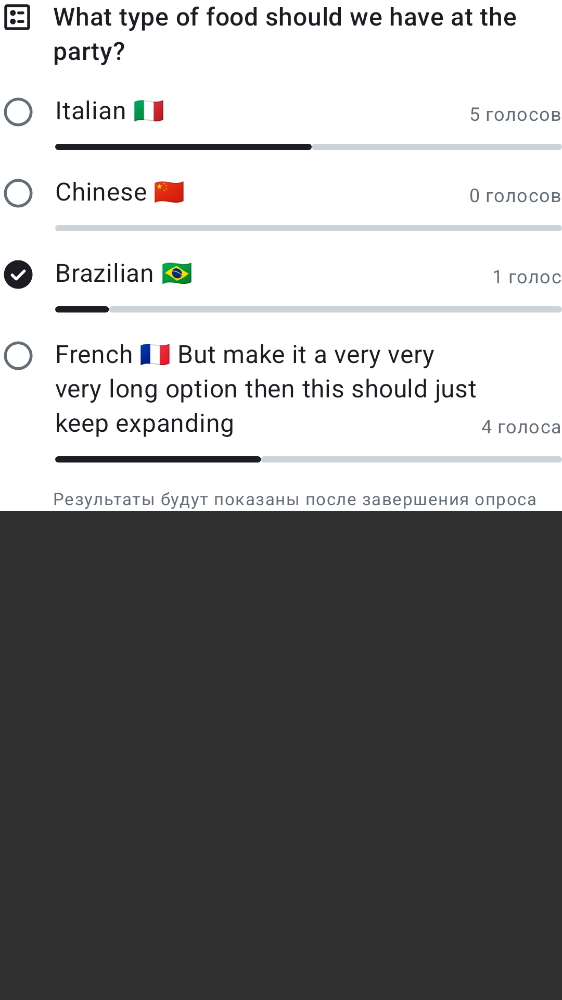 What type of food should we have at the
party?
Italian 🇮🇹
5 голосов
Chinese 🇨🇳
0 голосов
Brazilian 🇧🇷
1 голос
French 🇫🇷 But make it a very very
very long option then this should just
keep expanding
4 голоса
Результаты будут показаны после завершения опроса